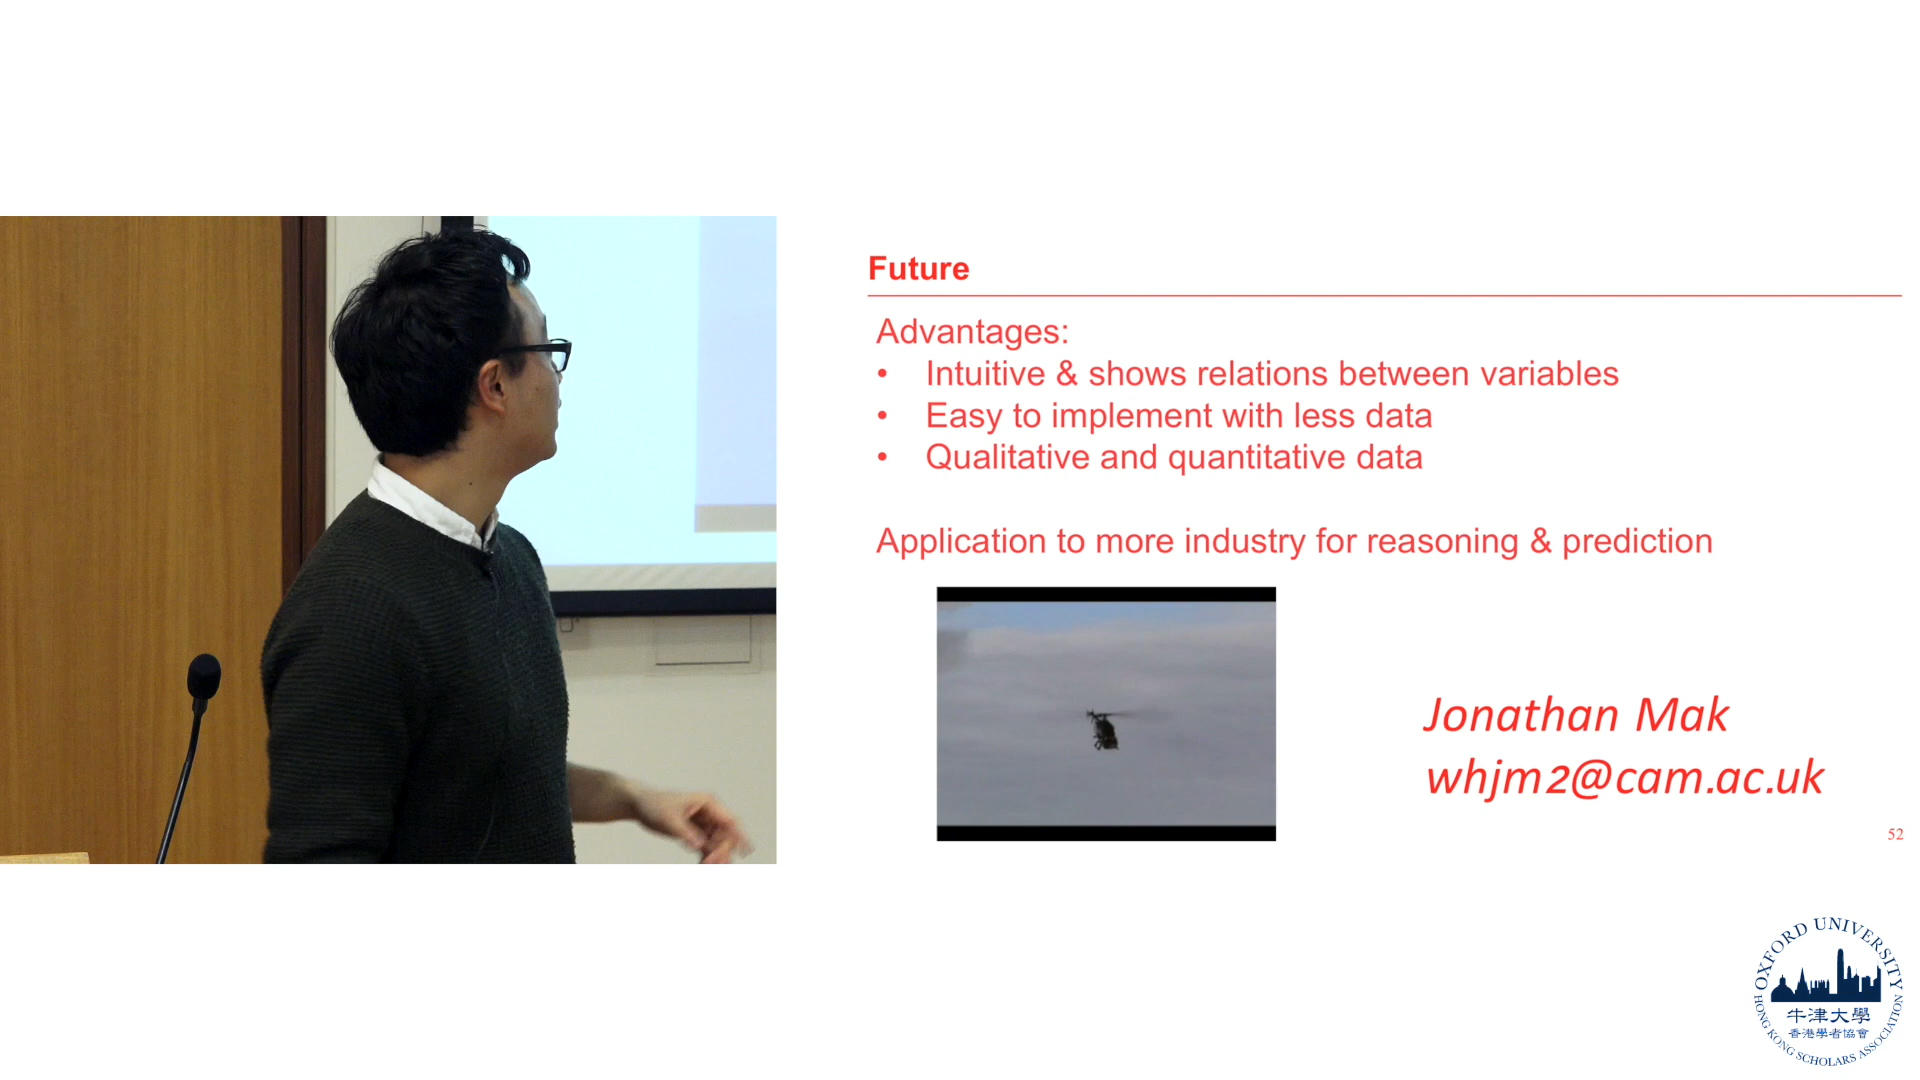 Future
Advantages:
• Intuitive & shows relations between variables
• Easy to implement with less data
• Qualitative and quantitative data
Application to more industry for reasoning & prediction
Jonathan Mak
whjm2@cam.ac.uk
52
OXFORD UNIVERSITY
牛津大學
香港學者協會
HONG KONG SCHOLARS ASSOCIATION